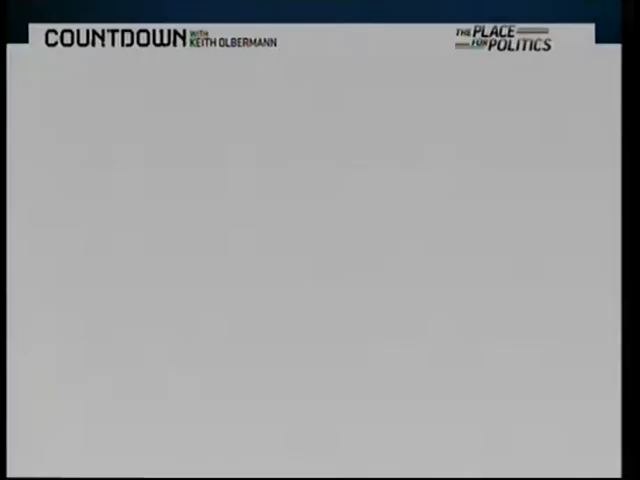 COUNTDOWN WITH KEITH OLBERMANN
THE PLACE FOR POLITICS